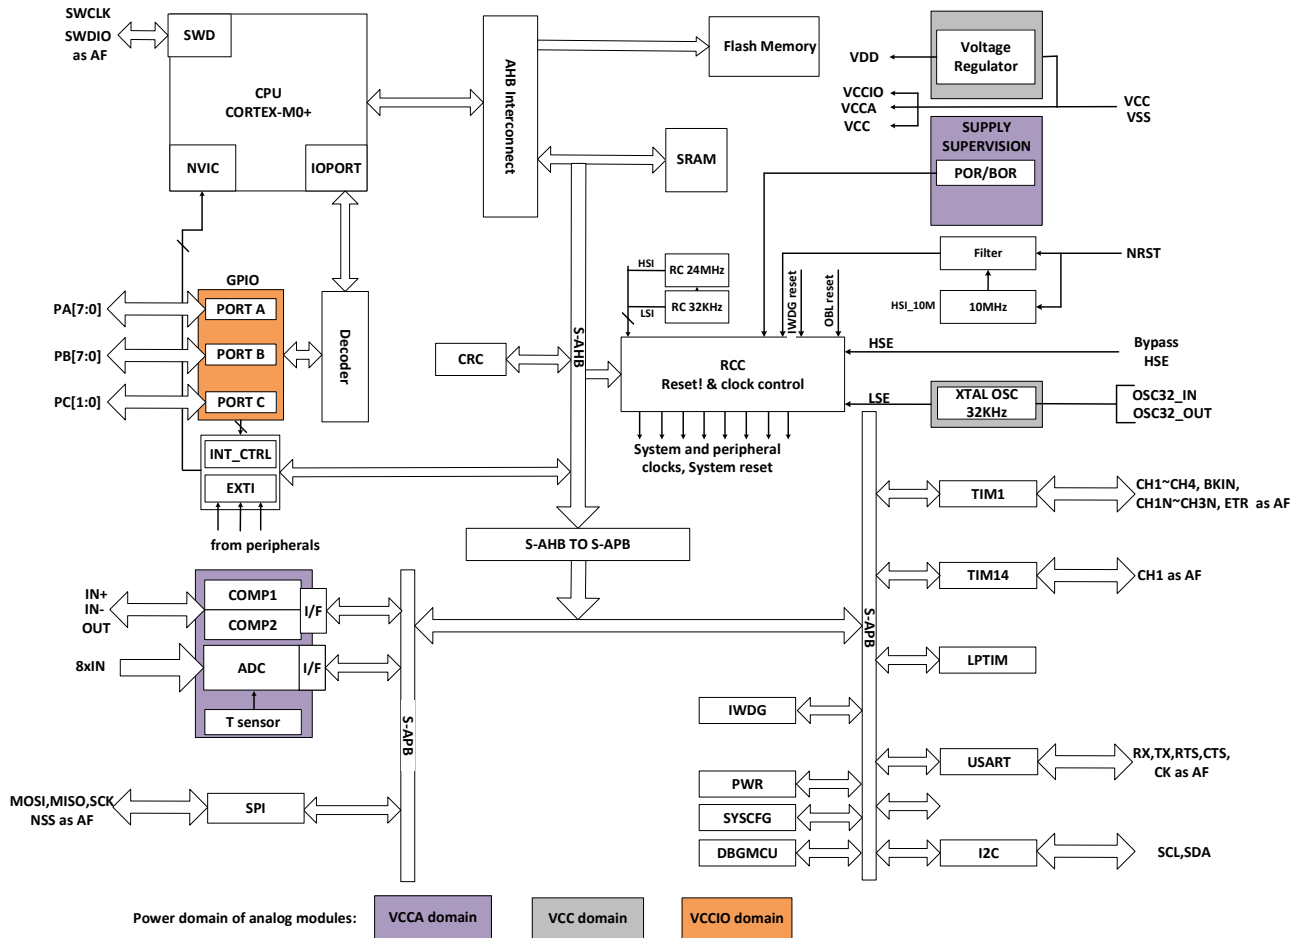 SWCLK
SWDIO
as AF
SWD
CPU
CORTEX-M0+
NVIC
IOPORT
AHB Interconnect
Flash Memory
SRAM
VDD
Voltage
Regulator
VCCIO
VCCA
VCC
VCC
VSS
SUPPLY
SUPERVISION
POR/BOR
Filter
NRST
HSI_10M
10MHz
HSI
RC 24MHz
LSI
RC 32KHz
IWDG reset
OBL reset
GPIO
PA[7:0]
PORT A
PB[7:0]
PORT B
PC[1:0]
PORT C
Decoder
CRC
S-AHB
RCC
Reset! & clock control
HSE
Bypass
HSE
LSE
XTAL OSC
32KHz
OSC32_IN
OSC32_OUT
System and peripheral
clocks, System reset
INT_CTRL
EXTI
from peripherals
S-AHB TO S-APB
TIM1
CH1~CH4, BKIN,
CH1N~CH3N, ETR as AF
TIM14
CH1 as AF
IN+
IN-
OUT
COMP1
COMP2
I/F
8xIN
ADC
I/F
T sensor
S-APB
S-APB
LPTIM
IWDG
USART
RX,TX,RTS,CTS,
CK as AF
PWR
SYSCFG
DBGMCU
I2C
SCL,SDA
MOSI,MISO,SCK
NSS as AF
SPI
Power domain of analog modules:
VCCA domain
VCC domain
VCCIO domain